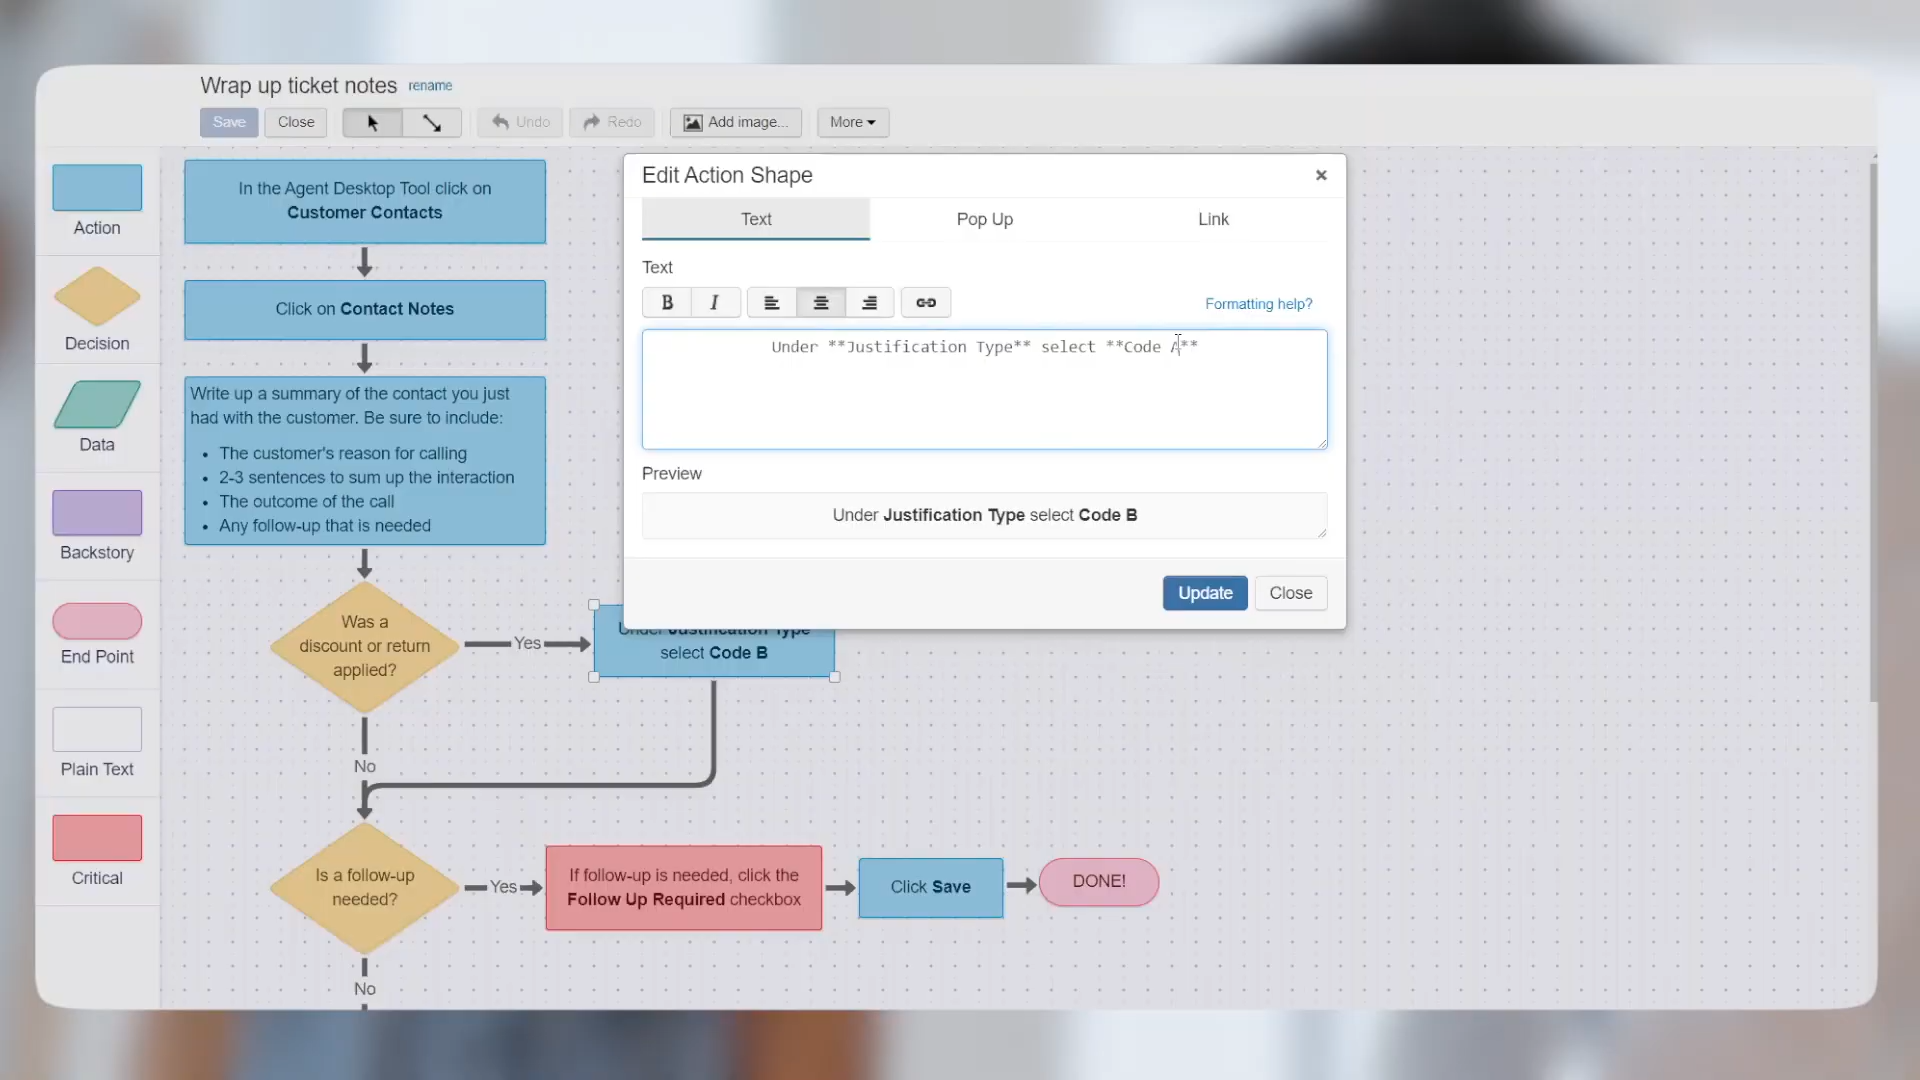 Wrap up ticket notes rename
Save Close Undo Redo Add image... More
Action
Decision
Data
Backstory
End Point
Plain Text
Critical
In the Agent Desktop Tool click on
Customer Contacts
Click on Contact Notes
Write up a summary of the contact you just
had with the customer. Be sure to include:
• The customer's reason for calling
• 2-3 sentences to sum up the interaction
• The outcome of the call
• Any follow-up that is needed
Was a
discount or return
applied?
Yes
Under Justification Type
select Code B
No
Is a follow-up
needed?
Yes
If follow-up is needed, click the
Follow Up Required checkbox
Click Save
DONE!
No
Edit Action Shape ×
Text Pop Up Link
Text
B I Formatting help?
Under **Justification Type** select **Code A**
Preview
Under Justification Type select Code B
Update Close